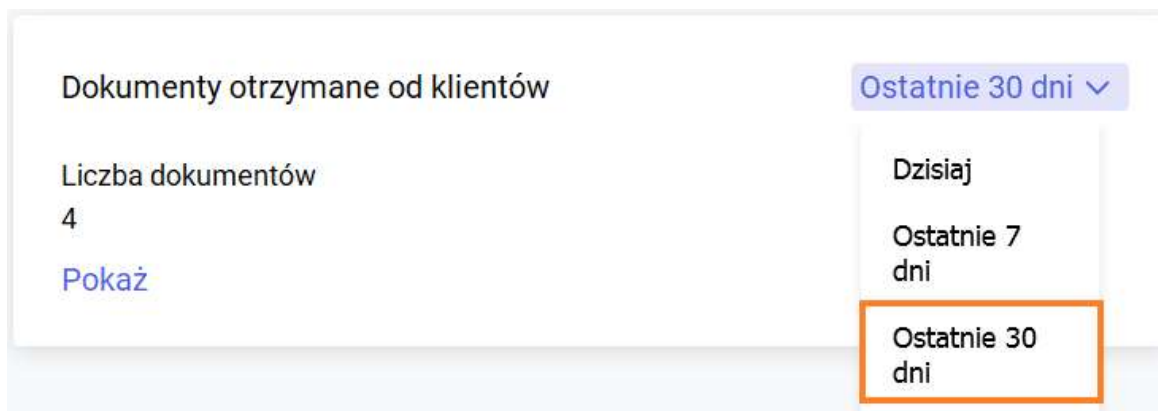 Dokumenty otrzymane od klientów
Ostatnie 30 dni
Liczba dokumentów
4
Pokaż
Dzisiaj
Ostatnie 7
dni
Ostatnie 30
dni